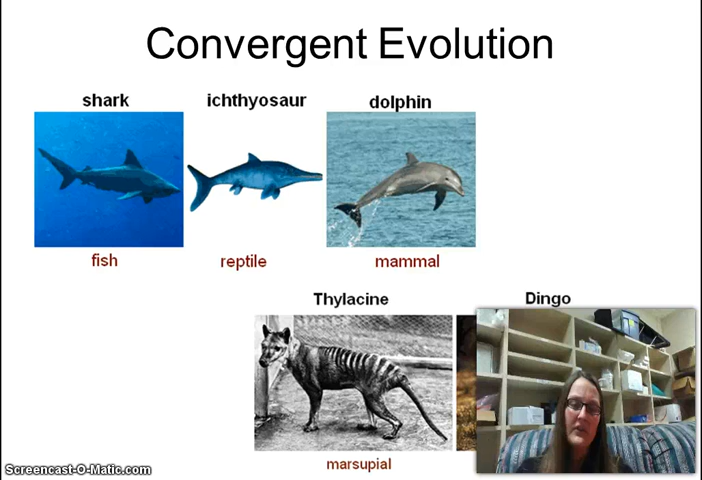 Convergent Evolution
shark ichthyosaur dolphin
fish reptile mammal
Thylacine Dingo
marsupial
Screencast-O-Matic.com